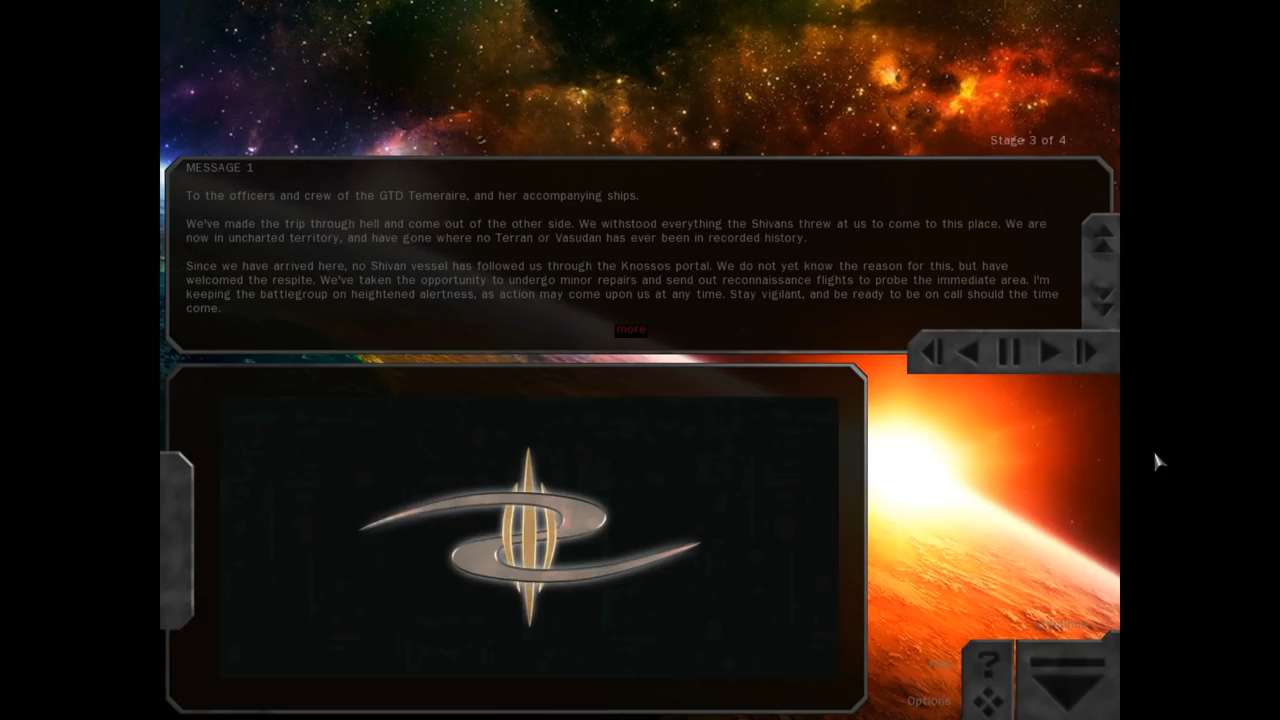 Stage 3 of 4
MESSAGE 1
To the officers and crew of the GTD Temeraire, and her accompanying ships.
We've made the trip through hell and come out of the other side. We withstood everything the Shivans threw at us to come to this place. We are
now in uncharted territory, and have gone where no Terran or Vasudan has ever been in recorded history.
Since we have arrived here, no Shivan vessel has followed us through the Knossos portal. We do not yet know the reason for this, but have
welcomed the respite. We've taken the opportunity to undergo minor repairs and send out reconnaissance flights to probe the immediate area. I'm
keeping the battlegroup on heightened alertness, as action may come upon us at any time. Stay vigilant, and be ready to be on call should the time
come.
more
?
Options